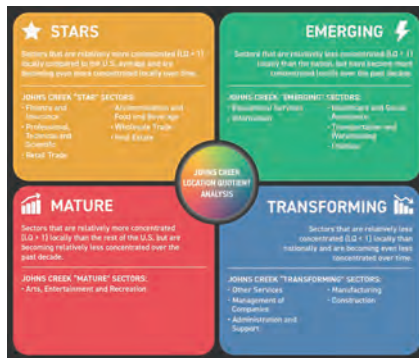 STARS
Sectors that are relatively more concentrated (LQ > 1)
locally compared to the U.S. average and are
becoming even more concentrated locally over time.
JOHNS CREEK "STAR" SECTORS:
• Finance and
Insurance
• Professional,
Technical and
Scientific
• Retail Trade
• Accommodation and
Food and Beverage
• Wholesale Trade
• Real Estate
EMERGING
Sectors that are relatively less concentrated (LQ < 1)
locally than the nation, but have become more
concentrated locally over the past decade.
JOHNS CREEK "EMERGING" SECTORS:
• Educational Services
• Information
• Healthcare and Social
Assistance
• Transportation and
Warehousing
• Utilities
JOHNS CREEK
LOCATION QUOTIENT
ANALYSIS
MATURE
Sectors that are relatively more concentrated
(LQ > 1) locally than the rest of the U.S. but are
becoming relatively less concentrated over the
past decade.
JOHNS CREEK "MATURE" SECTORS:
• Arts, Entertainment and Recreation
TRANSFORMING
Sectors that are relatively less
concentrated (LQ < 1) locally than
nationally and are becoming even less
concentrated over time.
JOHNS CREEK "TRANSFORMING" SECTORS:
• Other Services
• Management of
Companies
• Administration and
Support
• Manufacturing
• Construction